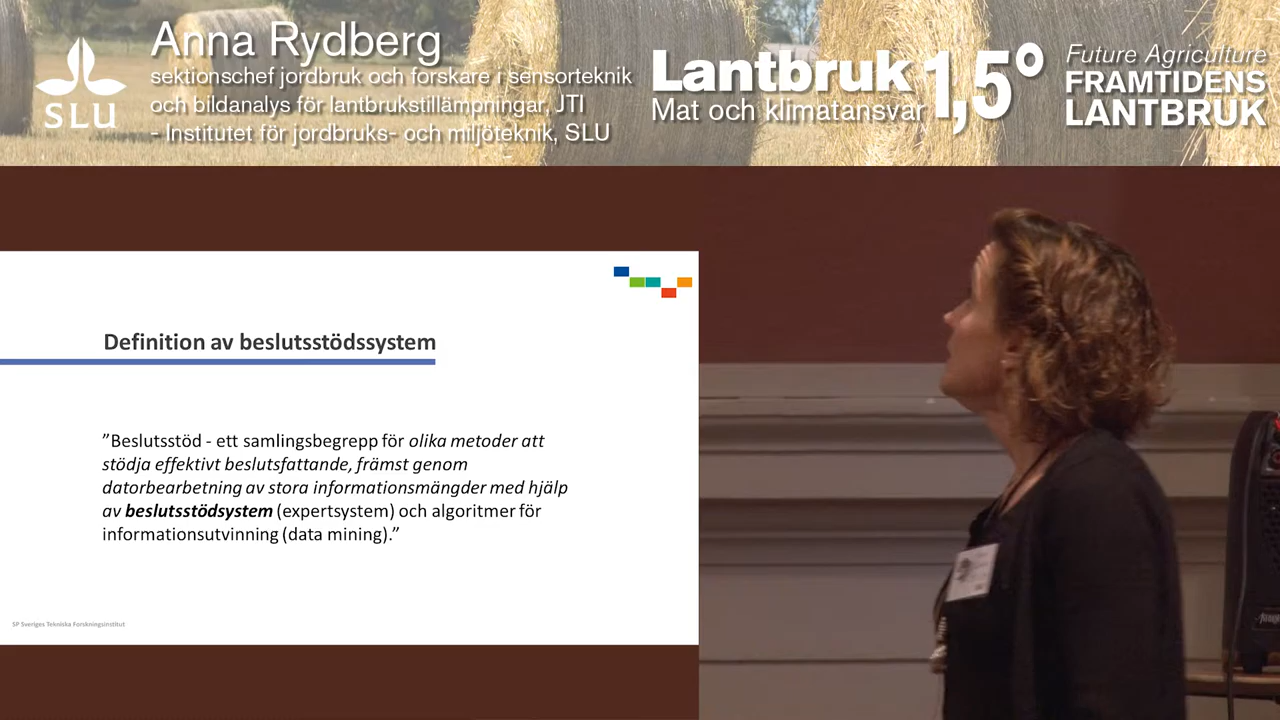 Anna Rydberg
sektionschef jordbruk och forskare i sensorteknik
och bildanalys för lantbrukstillämpningar, JTI
- Institutet för jordbruks- och miljöteknik, SLU
SLU
Lantbruk 1,5°
Mat och klimatansvar
Future Agriculture
FRAMTIDENS
LANTBRUK
Definition av beslutsstödssystem
”Beslutsstöd - ett samlingsbegrepp för olika metoder att
stödja effektivt beslutsfattande, främst genom
datorbearbetning av stora informationsmängder med hjälp
av beslutsstödsystem (expertsystem) och algoritmer för
informationsutvinning (data mining).”
SP Sveriges Tekniska Forskningsinstitut